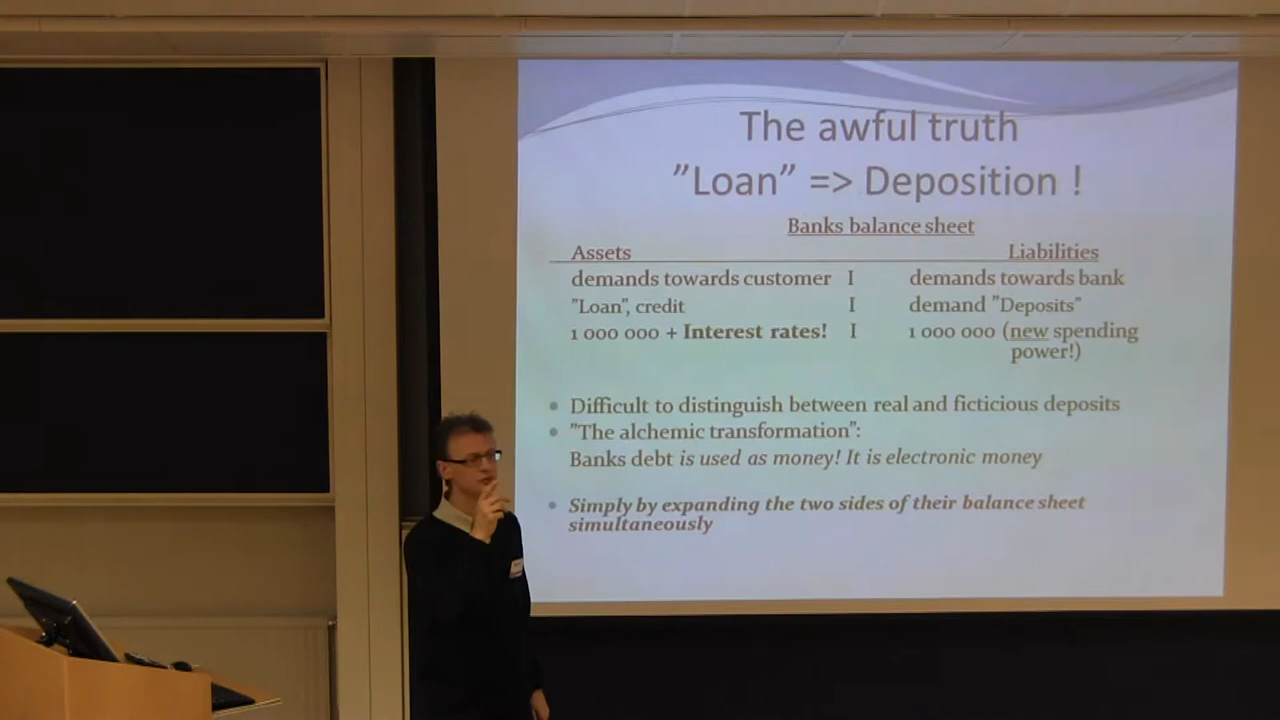 The awful truth
”Loan” => Deposition !
Banks balance sheet
Assets Liabilities
demands towards customer I demands towards bank
”Loan”, credit I demand ”Deposits”
1 000 000 + Interest rates! I 1 000 000 (new spending
power!)
• Difficult to distinguish between real and ficticious deposits
• ”The alchemic transformation”:
Banks debt is used as money! It is electronic money
• Simply by expanding the two sides of their balance sheet
simultaneously